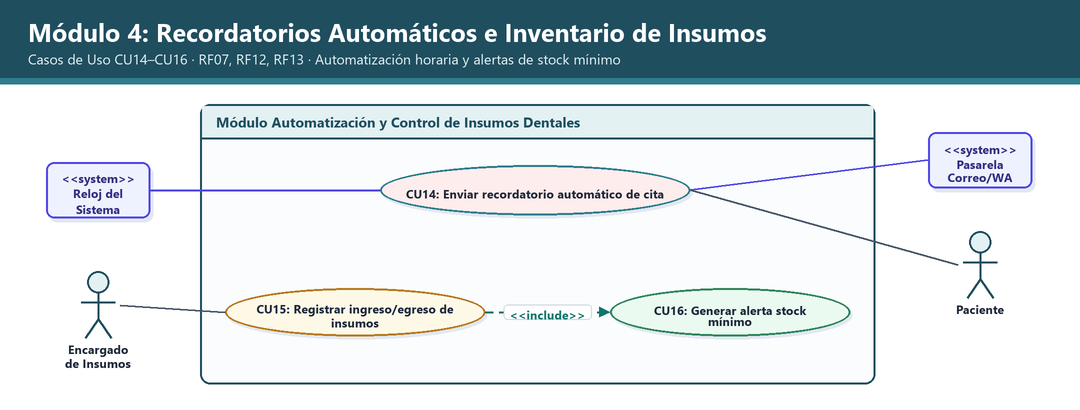 Módulo 4: Recordatorios Automáticos e Inventario de Insumos
Casos de Uso CU14–CU16 · RF07, RF12, RF13 · Automatización horaria y alertas de stock mínimo
Módulo Automatización y Control de Insumos Dentales
<<system>>
Reloj del
Sistema
CU14: Enviar recordatorio automático de cita
<<system>>
Pasarela
Correo/WA
Encargado
de Insumos
CU15: Registrar ingreso/egreso de
insumos
<<include>>
CU16: Generar alerta stock
mínimo
Paciente